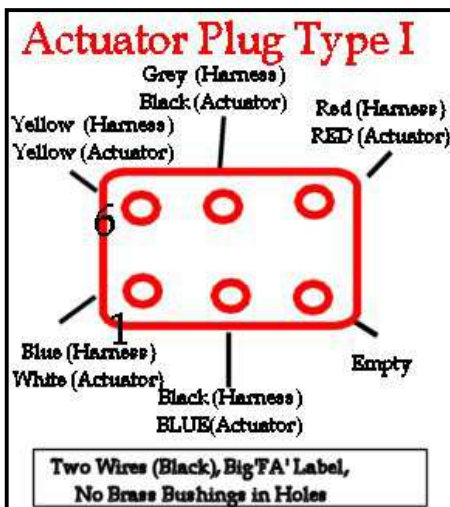 Actuator Plug Type I
Grey (Harness)
Black (Actuator)
Red (Harness)
RED (Actuator)
Yellow (Harness)
Yellow (Actuator)
6
1
Blue (Harness)
White (Actuator)
Black (Harness)
BLUE(Actuator)
Empty
Two Wires (Black), Big'FA' Label,
No Brass Bushings in Holes